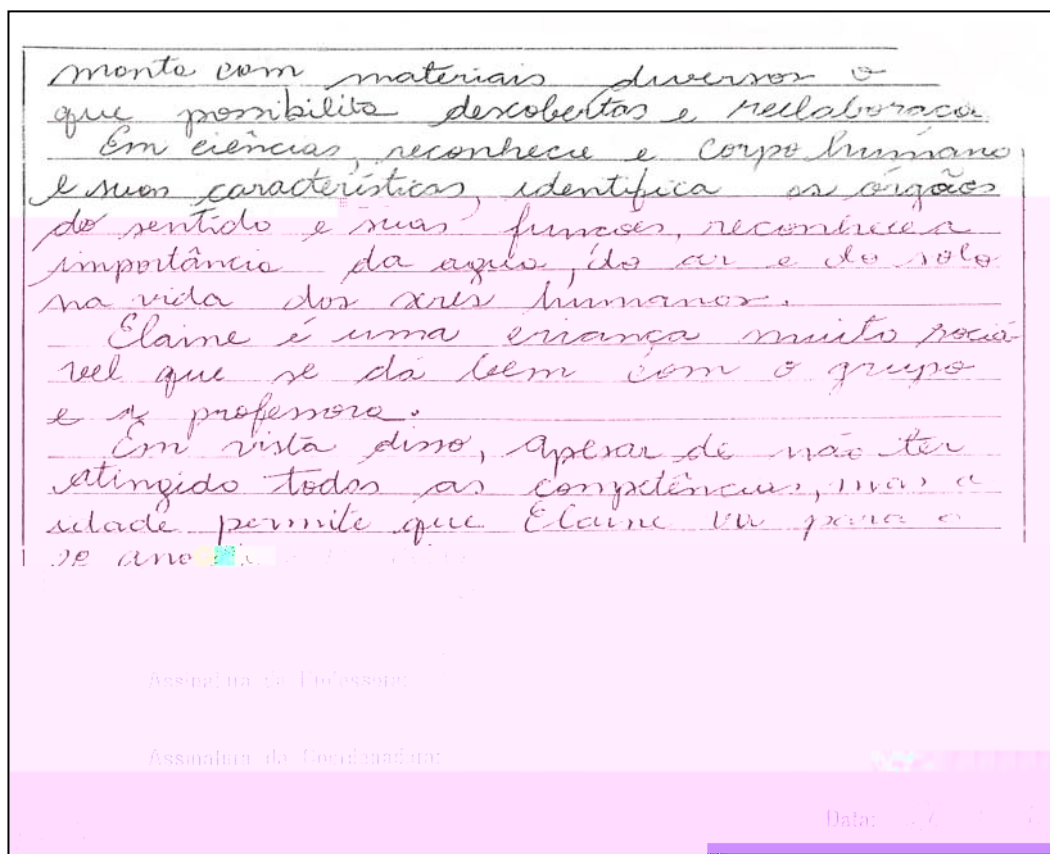 monta com materiais diversos o
que possibilita descobertas e reelaboraçõ
Em ciências, reconhece o corpo humano
e suas características, identifica os órgãos
do sentido e suas funções, reconhece a
importância da agua, do ar e do solo
na vida dos seres humanos.
Elaine é uma criança muito sociá-
vel que se dá bem com o grupo
e a professora.
Em vista disso, apesar de não ter
atingido todas as competências, mas a
idade permite que Elaine vá para o
2º ano
Assinatura da Professora:
Assinatura da Coordenadora:
Data: